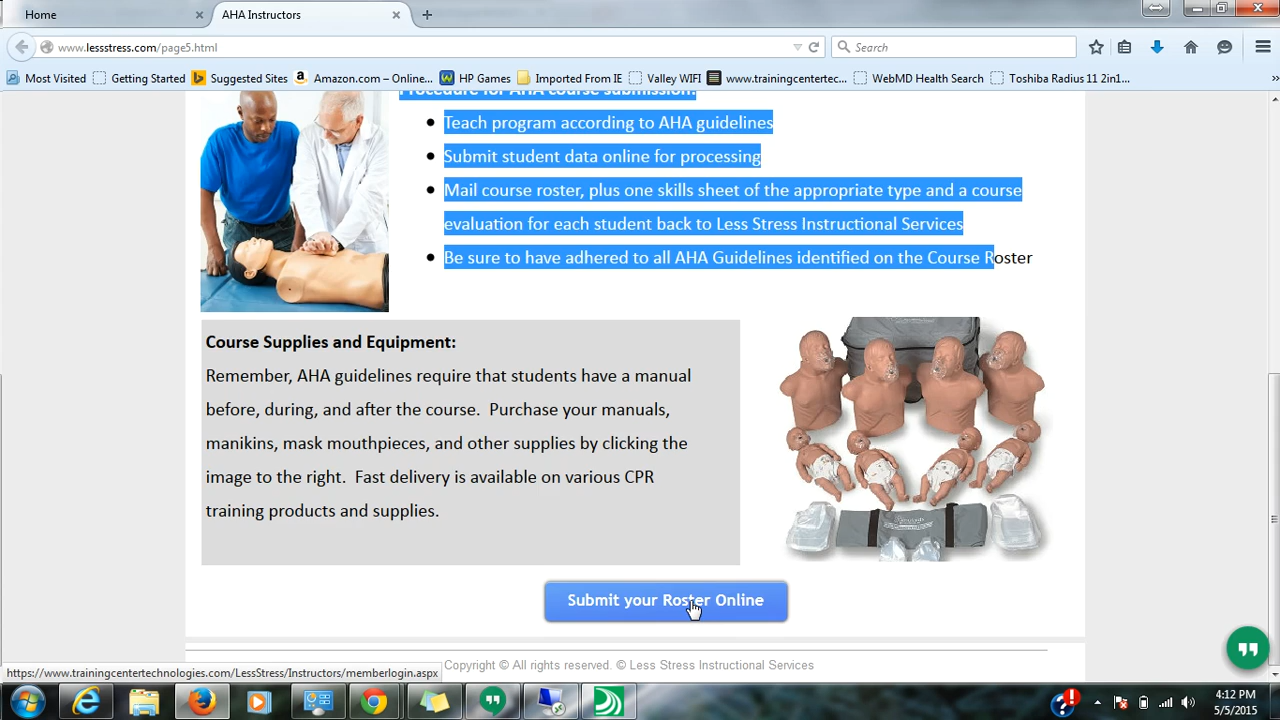 Home
AHA Instructors
www.lessstress.com/page5.html
Search
Most Visited
Getting Started
Suggested Sites
Amazon.com – Online...
HP Games
Imported From IE
Valley WIFI
www.trainingcentertec...
WebMD Health Search
Toshiba Radius 11 2in1...
Procedure for AHA course submission:
Teach program according to AHA guidelines
Submit student data online for processing
Mail course roster, plus one skills sheet of the appropriate type and a course
evaluation for each student back to Less Stress Instructional Services
Be sure to have adhered to all AHA Guidelines identified on the Course Roster
Course Supplies and Equipment:
Remember, AHA guidelines require that students have a manual
before, during, and after the course. Purchase your manuals,
manikins, mask mouthpieces, and other supplies by clicking the
image to the right. Fast delivery is available on various CPR
training products and supplies.
Submit your Roster Online
https://www.trainingcentertechnologies.com/LessStress/Instructors/memberlogin.aspx
Copyright © All rights reserved. © Less Stress Instructional Services
4:12 PM
5/5/2015